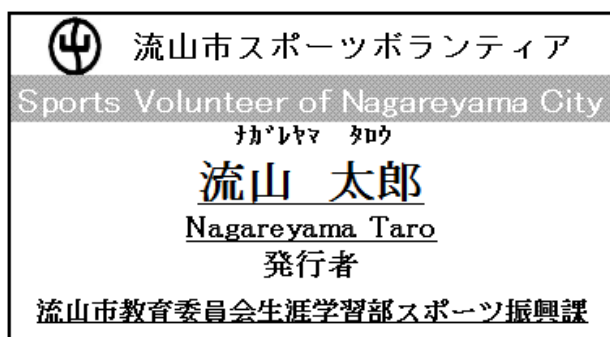 流山市スポーツボランティア
Sports Volunteer of Nagareyama City
ﾅｶﾞﾚﾔﾏ　ﾀﾛｳ
流山　太郎
Nagareyama Taro
発行者
流山市教育委員会生涯学習部スポーツ振興課